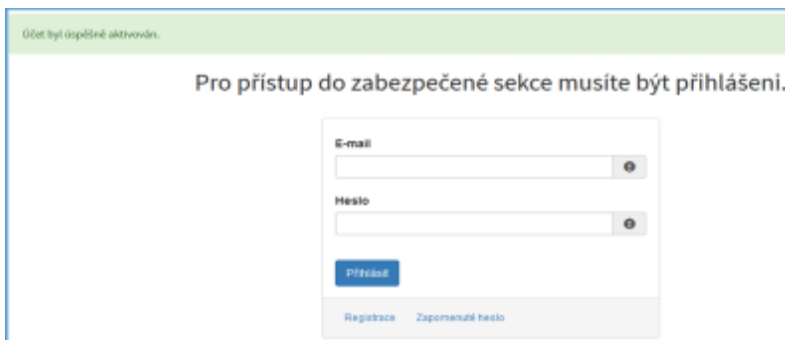 Účet byl úspěšně aktivován.
Pro přístup do zabezpečené sekce musíte být přihlášeni.
E-mail
Heslo
Přihlásit
Registrace Zapomenuté heslo